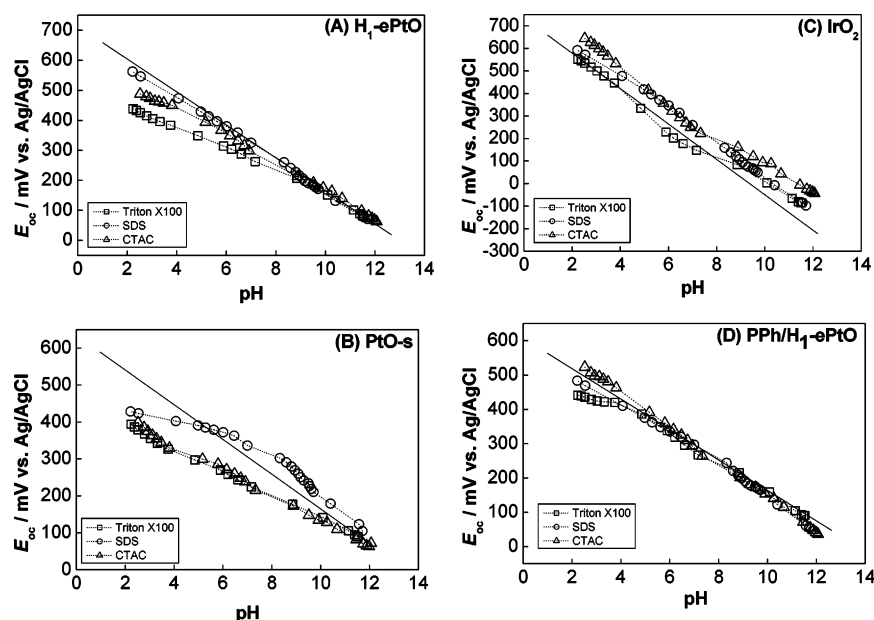 (A) H1-ePtO
700
600
500
400
300
200
100
0
Eoc / mV vs. Ag/AgCl
Triton X100
SDS
CTAC
0 2 4 6 8 10 12 14
pH
(C) IrO2
700
600
500
400
300
200
100
0
-100
-200
-300
Eoc / mV vs. Ag/AgCl
Triton X100
SDS
CTAC
0 2 4 6 8 10 12 14
pH
(B) PtO-s
600
500
400
300
200
100
0
Eoc / mV vs. Ag/AgCl
Triton X100
SDS
CTAC
0 2 4 6 8 10 12 14
pH
(D) PPh/H1-ePtO
600
500
400
300
200
100
0
Eoc / mV vs. Ag/AgCl
Triton X100
SDS
CTAC
0 2 4 6 8 10 12 14
pH